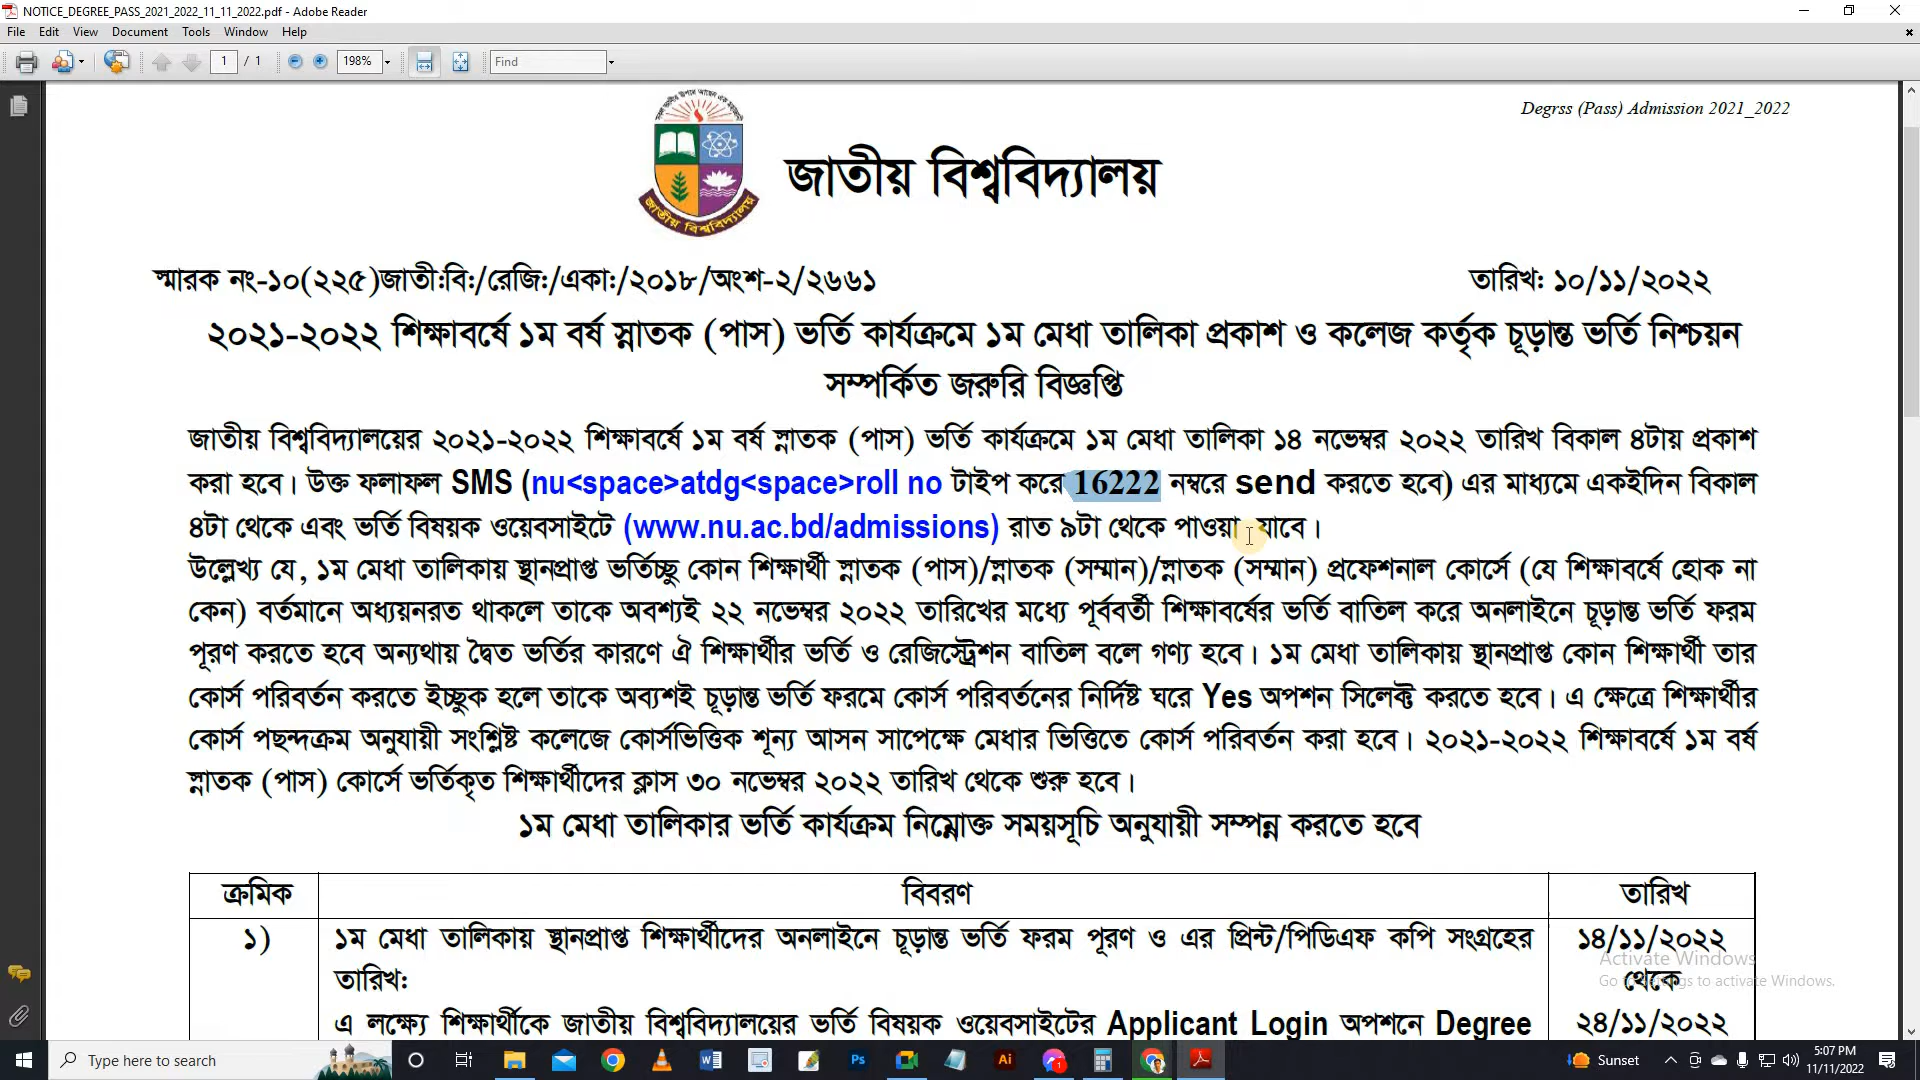 NOTICE_DEGREE_PASS_2021_2022_11_11_2022.pdf - Adobe Reader
File Edit View Document Tools Window Help
1 / 1 198% Find
Degrss (Pass) Admission 2021_2022
জাতীয় বিশ্ববিদ্যালয়
জাতীয় বিশ্ববিদ্যালয়
স্মারক নং-১০(২২৫)জাতী:বি:/রেজি:/একা:/২০১৮/অংশ-২/২৬৬১
তারিখ: ১০/১১/২০২২
২০২১-২০২২ শিক্ষাবর্ষে ১ম বর্ষ স্নাতক (পাস) ভর্তি কার্যক্রমে ১ম মেধা তালিকা প্রকাশ ও কলেজ কর্তৃক চূড়ান্ত ভর্তি নিশ্চয়ন
সম্পর্কিত জরুরি বিজ্ঞপ্তি
জাতীয় বিশ্ববিদ্যালয়ের ২০২১-২০২২ শিক্ষাবর্ষে ১ম বর্ষ স্নাতক (পাস) ভর্তি কার্যক্রমে ১ম মেধা তালিকা ১৪ নভেম্বর ২০২২ তারিখ বিকাল ৪টায় প্রকাশ
করা হবে। উক্ত ফলাফল SMS (nu<space>atdg<space>roll no টাইপ করে 16222 নম্বরে send করতে হবে) এর মাধ্যমে একইদিন বিকাল
৪টা থেকে এবং ভর্তি বিষয়ক ওয়েবসাইটে (www.nu.ac.bd/admissions) রাত ৯টা থেকে পাওয়া যাবে।
উল্লেখ্য যে, ১ম মেধা তালিকায় স্থানপ্রাপ্ত ভর্তিচ্ছু কোন শিক্ষার্থী স্নাতক (পাস)/স্নাতক (সম্মান)/স্নাতক (সম্মান) প্রফেশনাল কোর্সে (যে শিক্ষাবর্ষে হোক না
কেন) বর্তমানে অধ্যয়নরত থাকলে তাকে অবশ্যই ২২ নভেম্বর ২০২২ তারিখের মধ্যে পূর্ববর্তী শিক্ষাবর্ষের ভর্তি বাতিল করে অনলাইনে চূড়ান্ত ভর্তি ফরম
পূরণ করতে হবে অন্যথায় দ্বৈত ভর্তির কারণে ঐ শিক্ষার্থীর ভর্তি ও রেজিস্ট্রেশন বাতিল বলে গণ্য হবে। ১ম মেধা তালিকায় স্থানপ্রাপ্ত কোন শিক্ষার্থী তার
কোর্স পরিবর্তন করতে ইচ্ছুক হলে তাকে অব্যশই চূড়ান্ত ভর্তি ফরমে কোর্স পরিবর্তনের নির্দিষ্ট ঘরে Yes অপশন সিলেক্ট করতে হবে। এ ক্ষেত্রে শিক্ষার্থীর
কোর্স পছন্দক্রম অনুযায়ী সংশ্লিষ্ট কলেজে কোর্সভিত্তিক শূন্য আসন সাপেক্ষে মেধার ভিত্তিতে কোর্স পরিবর্তন করা হবে। ২০২১-২০২২ শিক্ষাবর্ষে ১ম বর্ষ
স্নাতক (পাস) কোর্সে ভর্তিকৃত শিক্ষার্থীদের ক্লাস ৩০ নভেম্বর ২০২২ তারিখ থেকে শুরু হবে।
১ম মেধা তালিকার ভর্তি কার্যক্রম নিম্নোক্ত সময়সূচি অনুযায়ী সম্পন্ন করতে হবে
ক্রমিক বিবরণ তারিখ
১) ১ম মেধা তালিকায় স্থানপ্রাপ্ত শিক্ষার্থীদের অনলাইনে চূড়ান্ত ভর্তি ফরম পূরণ ও এর প্রিন্ট/পিডিএফ কপি সংগ্রহের ১৪/১১/২০২২
তারিখ: থেকে
এ লক্ষ্যে শিক্ষার্থীকে জাতীয় বিশ্ববিদ্যালয়ের ভর্তি বিষয়ক ওয়েবসাইটের Applicant Login অপশনে Degree ২৪/১১/২০২২
Activate Windows
Go to Settings to activate Windows.
Type here to search
Ps
Ai
1
Sunset
5:07 PM
11/11/2022